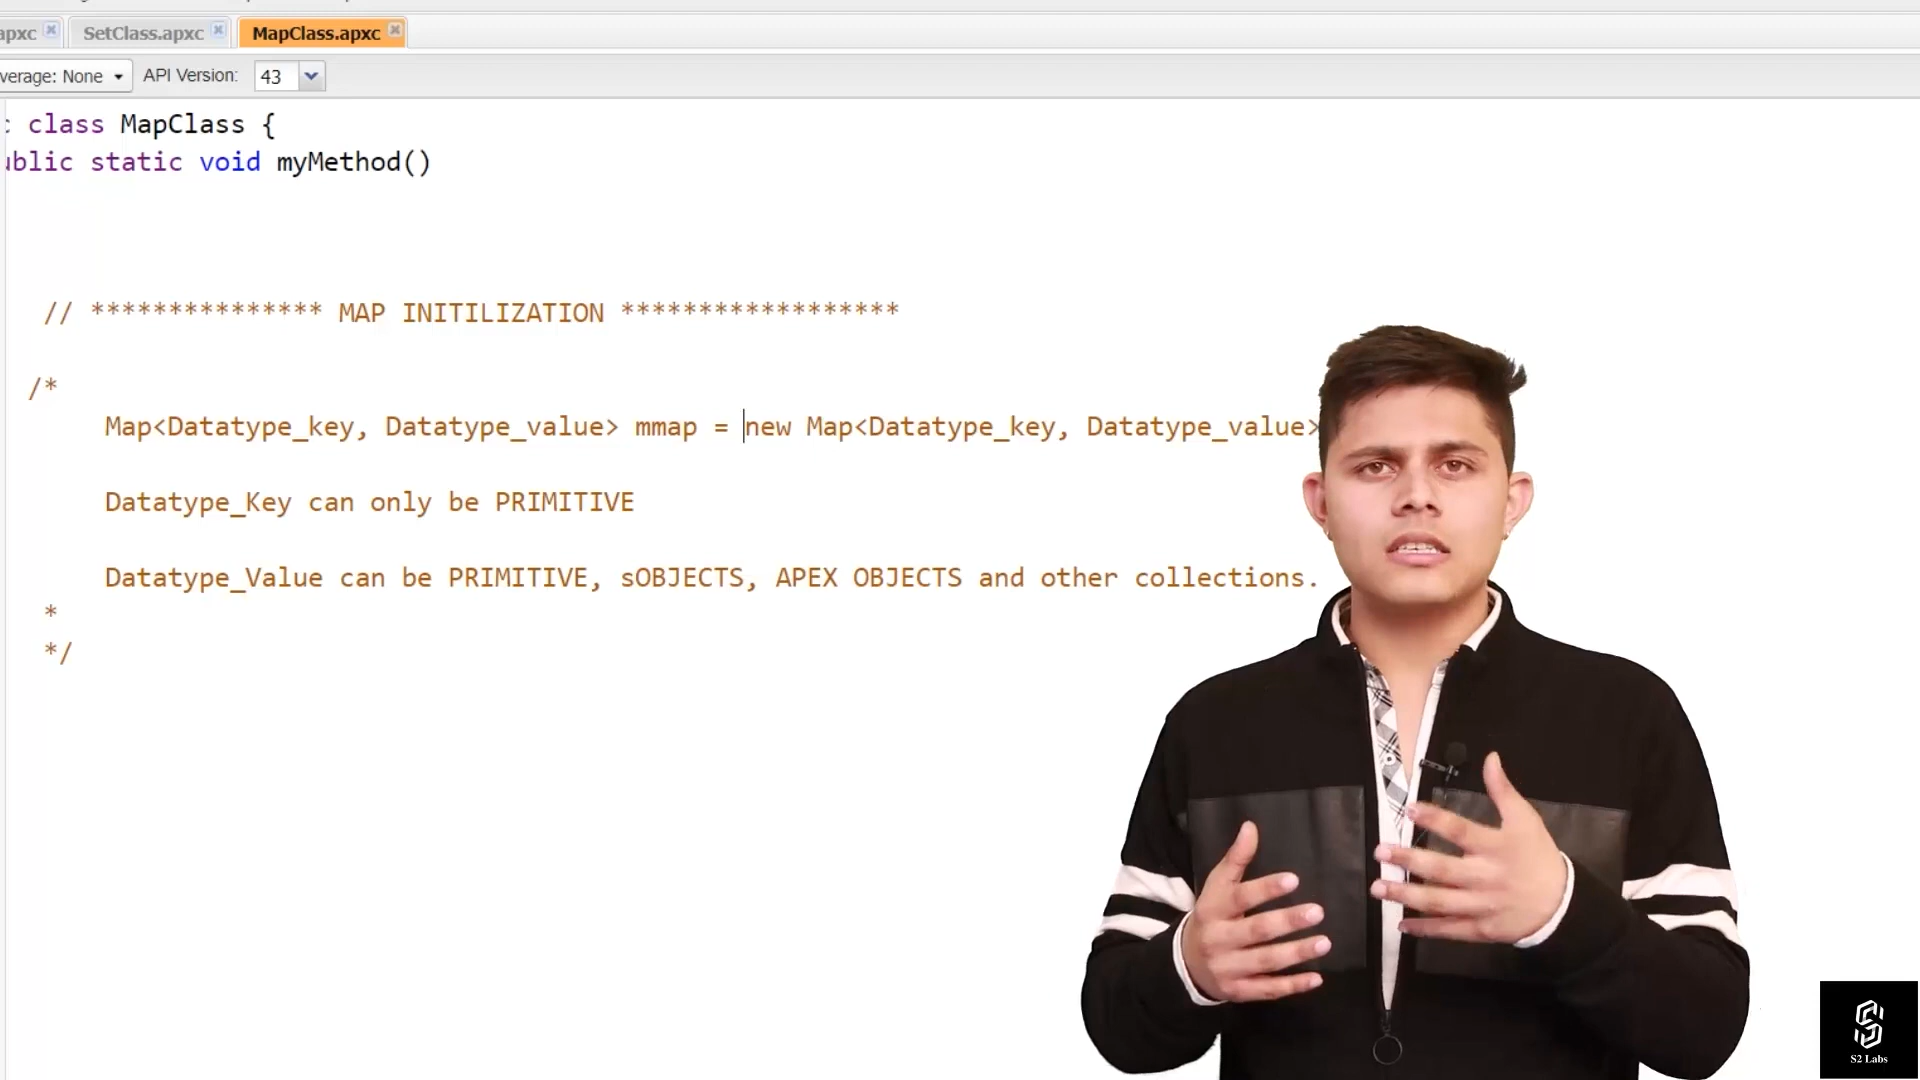 apxc SetClass.apxc MapClass.apxc
verage: None API Version: 43
c class MapClass {
ublic static void myMethod()
// *************** MAP INITILIZATION ******************
/*
Map<Datatype_key, Datatype_value> mmap = new Map<Datatype_key, Datatype_value>
Datatype_Key can only be PRIMITIVE
Datatype_Value can be PRIMITIVE, sOBJECTS, APEX OBJECTS and other collections.
*
*/
S2 Labs